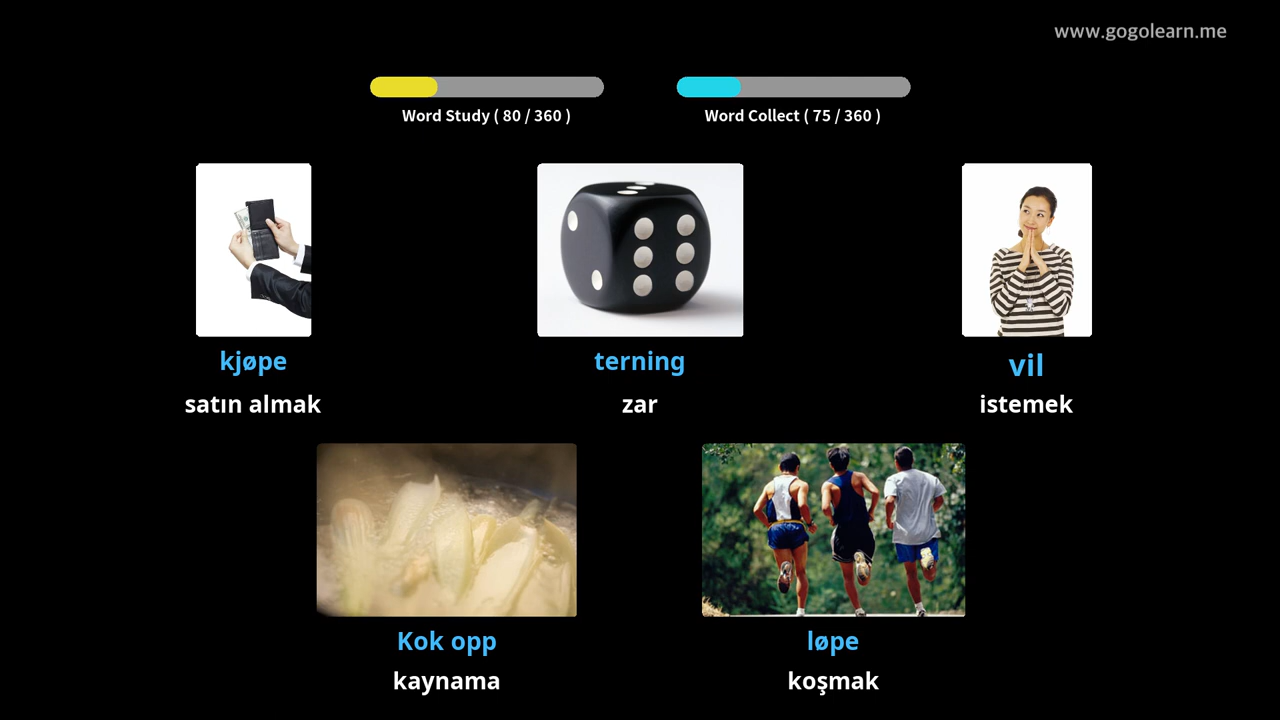 www.gogolearn.me
Word Study ( 80 / 360 )
Word Collect ( 75 / 360 )
kjøpe
satın almak
terning
zar
vil
istemek
Kok opp
kaynama
løpe
koşmak